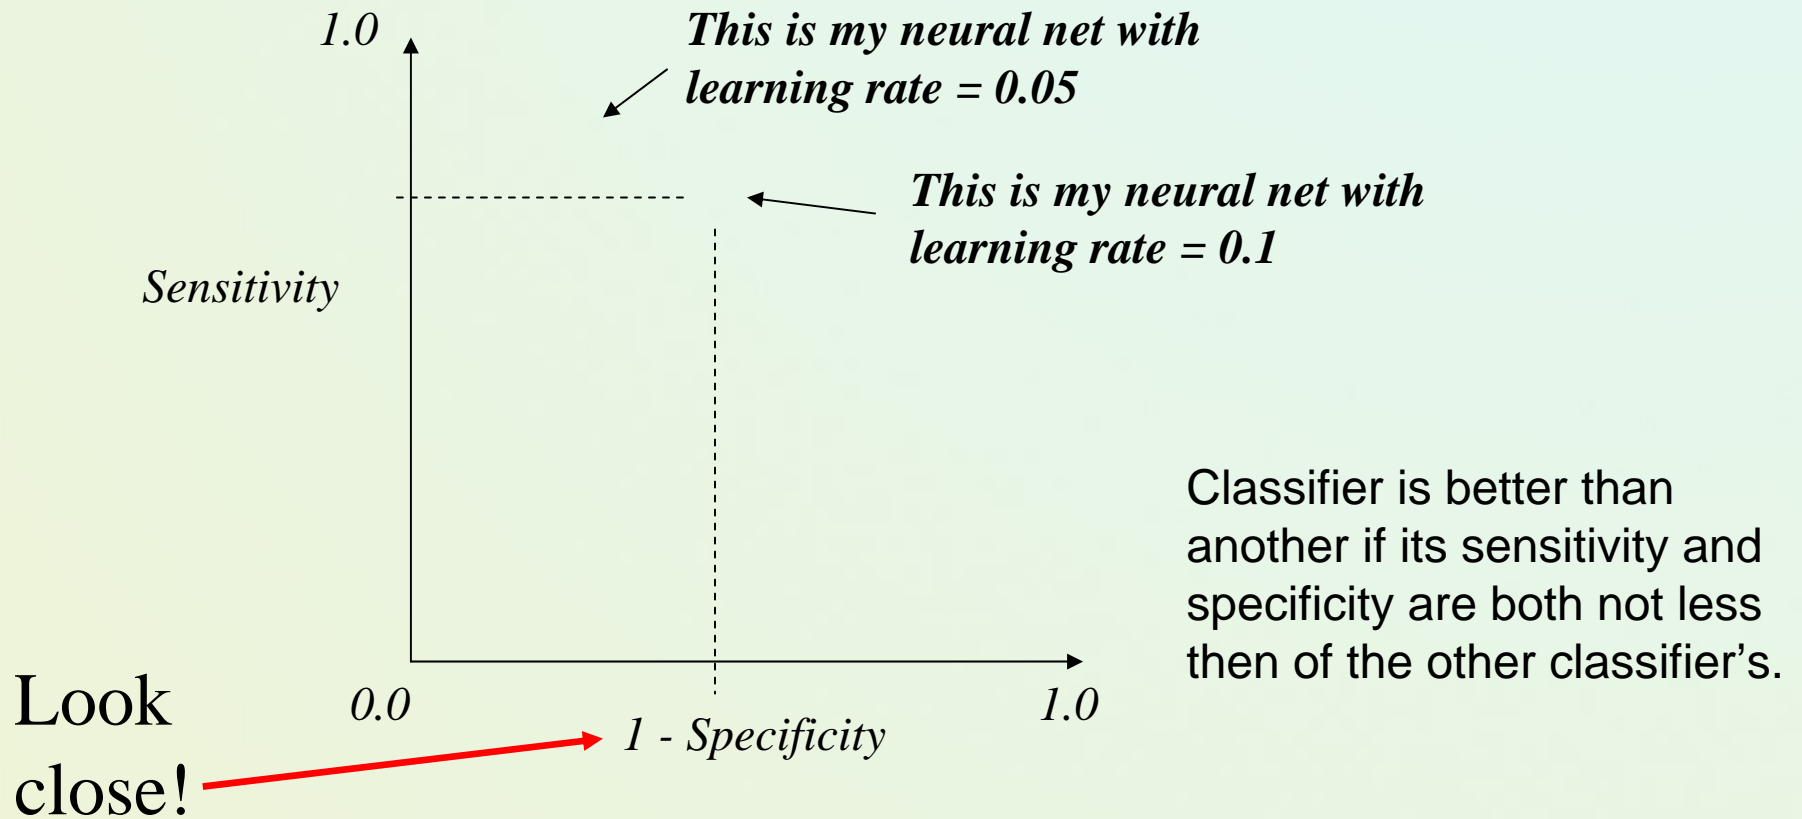 1.0
This is my neural net with
learning rate = 0.05
This is my neural net with
learning rate = 0.1
Sensitivity
Classifier is better than
another if its sensitivity and
specificity are both not less
then of the other classifier's.
0.0
1.0
1 - Specificity
Look
close!